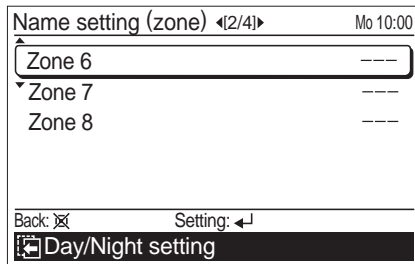 Name setting (zone) ◂[2/4]▸ Mo 10:00
Zone 6 ---
Zone 7 ---
Zone 8 ---
Back: Setting: ↵
Day/Night setting